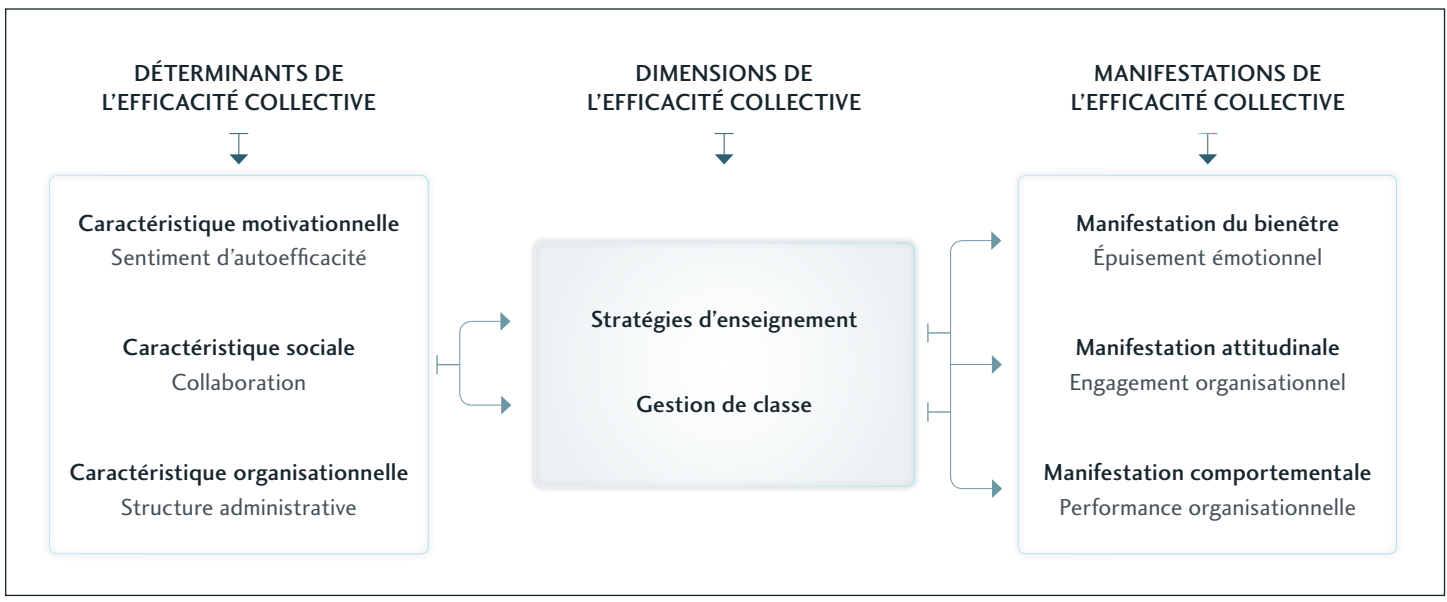 DÉTERMINANTS DE
L’EFFICACITÉ COLLECTIVE
Caractéristique motivationnelle
Sentiment d’autoefficacité
Caractéristique sociale
Collaboration
Caractéristique organisationnelle
Structure administrative
DIMENSIONS DE
L’EFFICACITÉ COLLECTIVE
Stratégies d’enseignement
Gestion de classe
MANIFESTATIONS DE
L’EFFICACITÉ COLLECTIVE
Manifestation du bienêtre
Épuisement émotionnel
Manifestation attitudinale
Engagement organisationnel
Manifestation comportementale
Performance organisationnelle